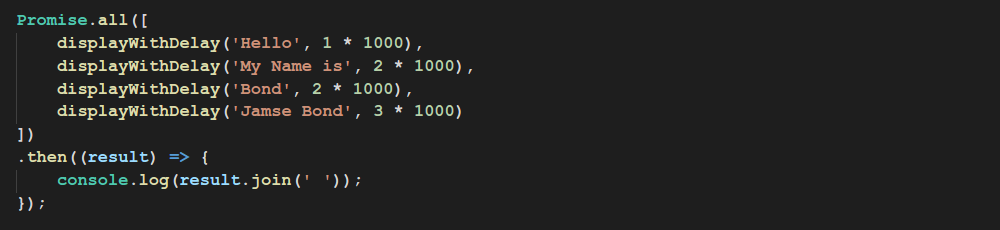 Promise.all([
    displayWithDelay('Hello', 1 * 1000),
    displayWithDelay('My Name is', 2 * 1000),
    displayWithDelay('Bond', 2 * 1000),
    displayWithDelay('Jamse Bond', 3 * 1000)
])
.then((result) => {
    console.log(result.join(' '));
});